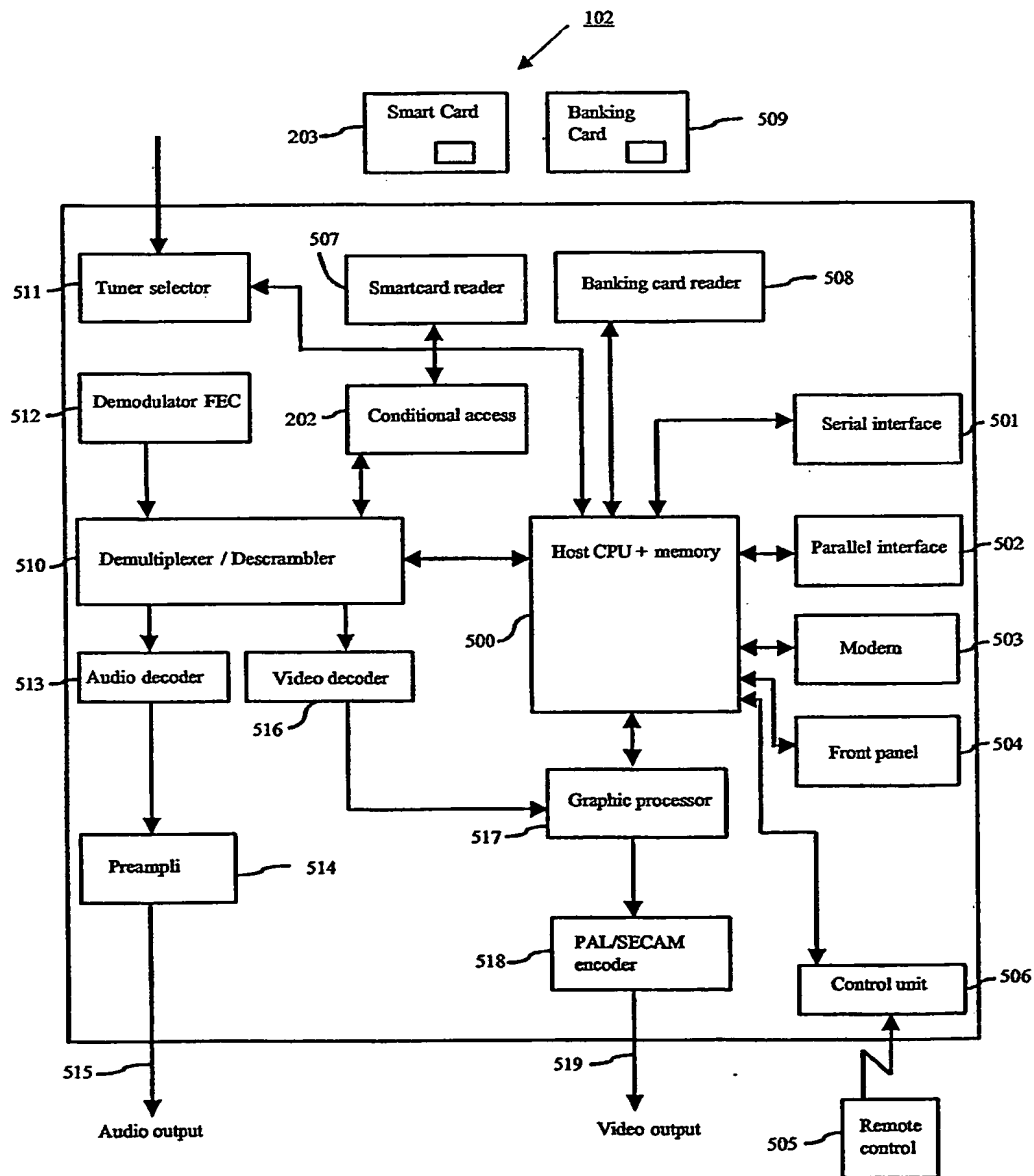 102
Smart Card
203
Banking
Card
509
507
511
Tuner selector
Smartcard reader
Banking card reader
508
512
Demodulator FEC
202
Conditional access
Serial interface
501
510
Demultiplexer / Descrambler
Host CPU + memory
500
Parallel interface
502
Modem
503
513
Audio decoder
Video decoder
516
Front panel
504
Graphic processor
517
Preampli
514
518
PAL/SECAM
encoder
Control unit
506
515
519
Audio output
Video output
505
Remote
control